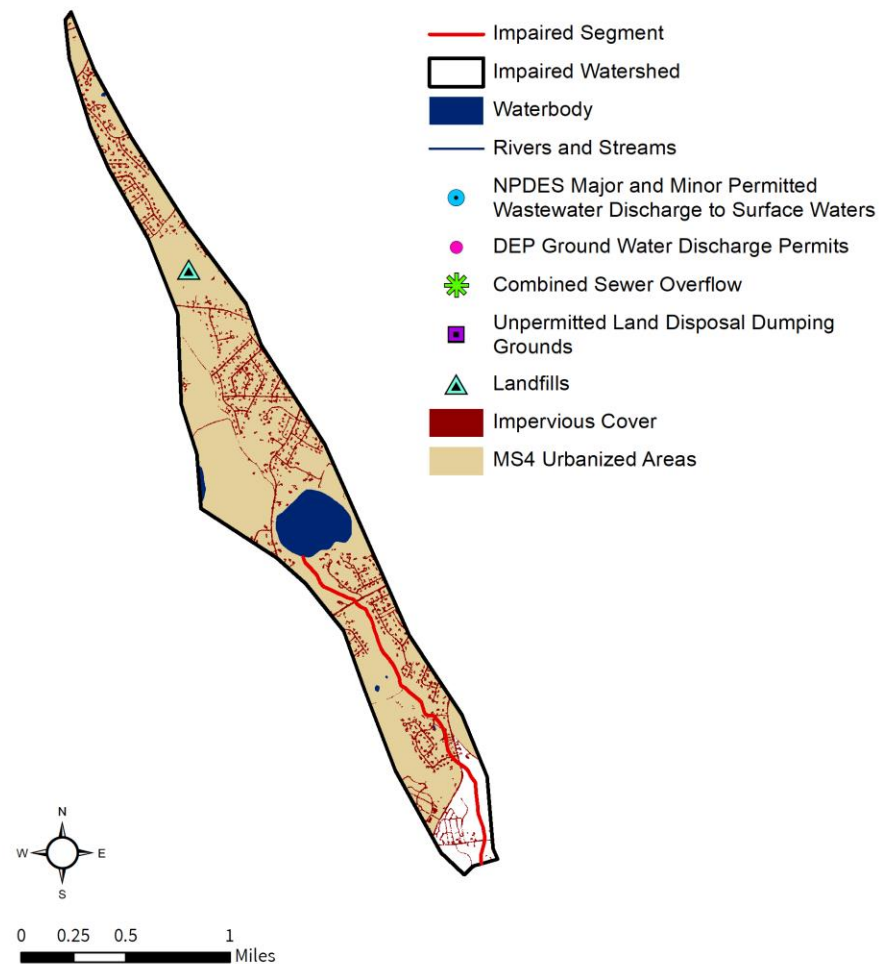 Impaired Segment
Impaired Watershed
Waterbody
Rivers and Streams
NPDES Major and Minor Permitted
Wastewater Discharge to Surface Waters
DEP Ground Water Discharge Permits
Combined Sewer Overflow
Unpermitted Land Disposal Dumping
Grounds
Landfills
Impervious Cover
MS4 Urbanized Areas
N
W E
S
0 0.25 0.5 1
Miles